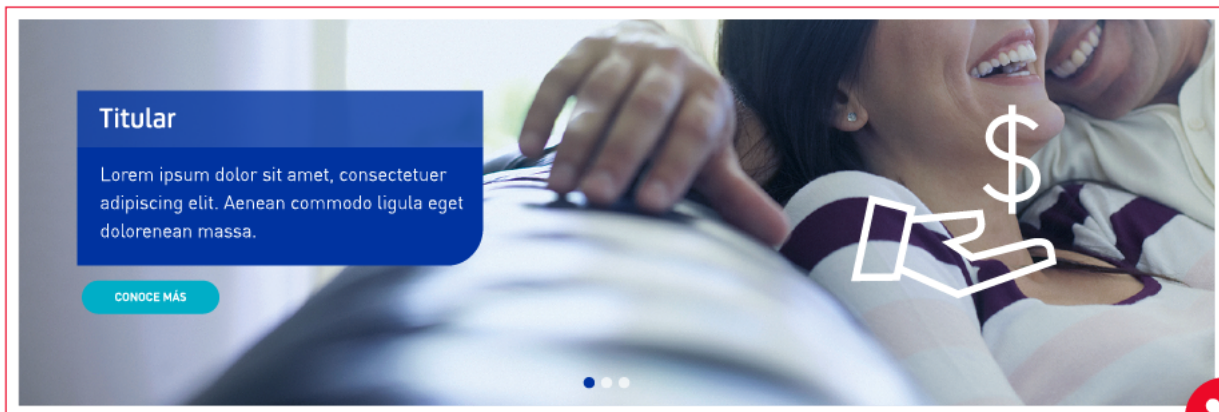 Titular
Lorem ipsum dolor sit amet, consectetuer
adipiscing elit. Aenean commodo ligula eget
dolorenean massa.
CONOCE MÁS
$